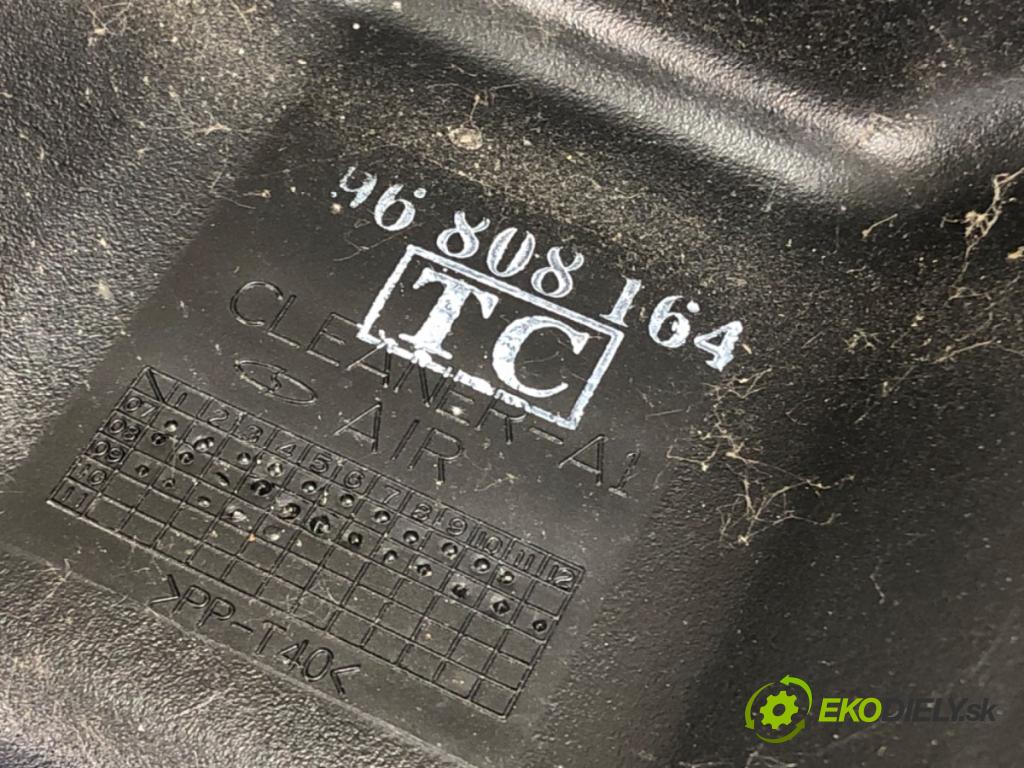 96 808 164
TC
CLEANER-A1
AIR
1 2 3 4 5 6 7 8 9 10 11 12
07
08
09
10
11
>PP-T40<
EKODIELY.sk